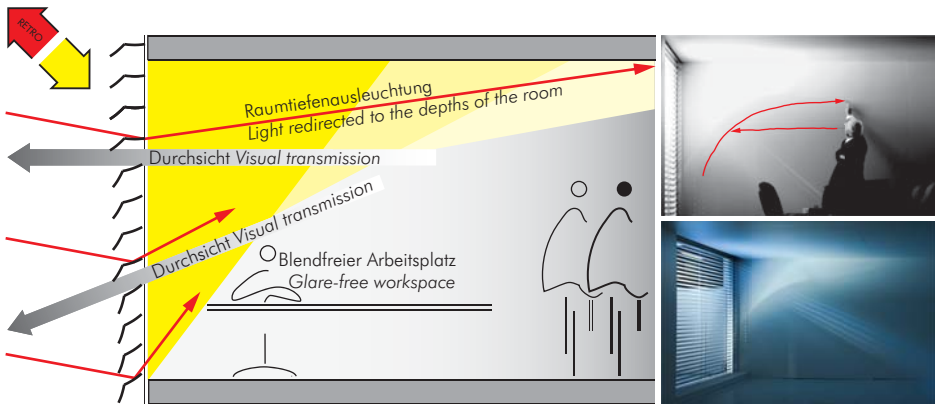 RETRO
Raumtiefenausleuchtung
Light redirected to the depths of the room
Durchsicht Visual transmission
Durchsicht Visual transmission
Blendfreier Arbeitsplatz
Glare-free workspace